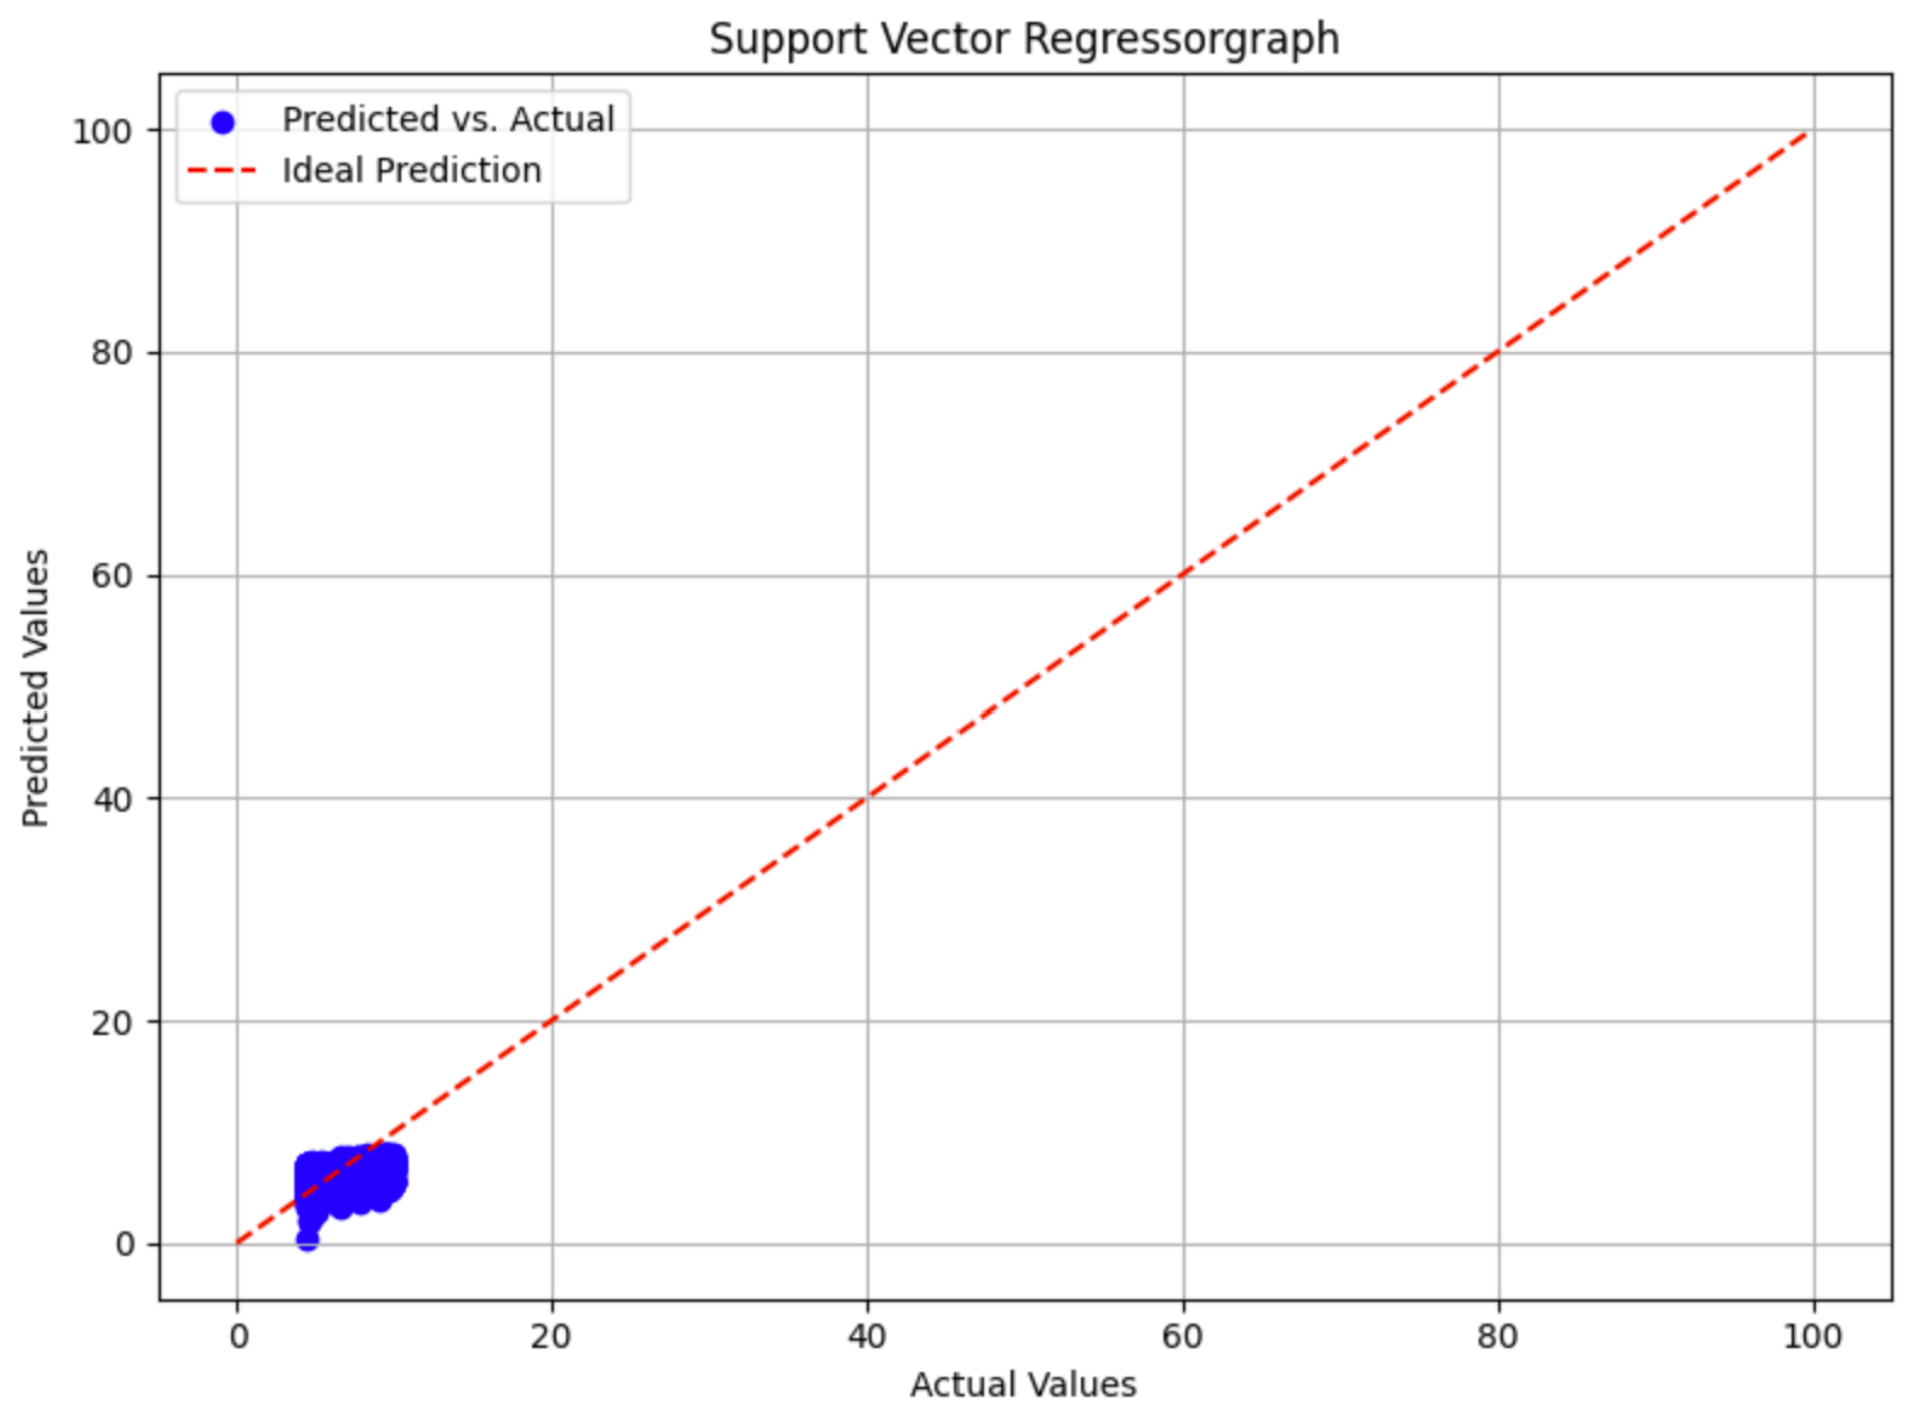 Support Vector Regressorgraph
Predicted vs. Actual
Ideal Prediction
100
80
60
40
20
0
Predicted Values
0 20 40 60 80 100
Actual Values